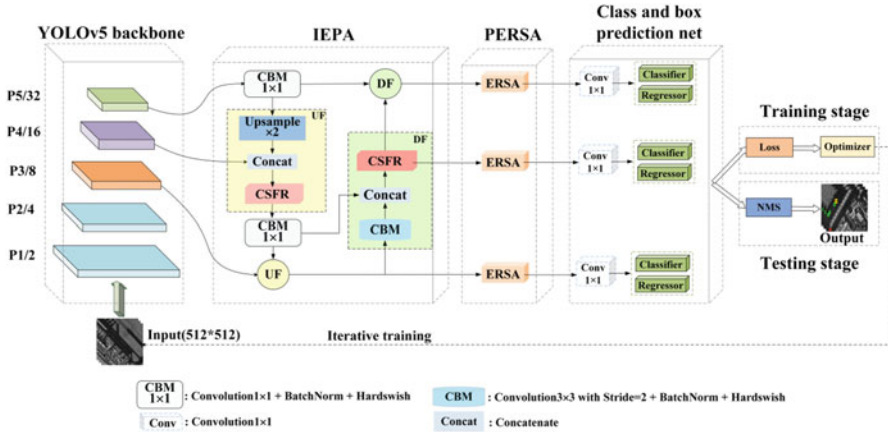 YOLOv5 backbone
IEPA
PERSA
Class and box
prediction net
P5/32
P4/16
P3/8
P2/4
P1/2
CBM
1×1
UF
Upsample
×2
Concat
CSFR
CBM
1×1
UF
DF
DF
CSFR
Concat
CBM
ERSA
ERSA
ERSA
Conv
1×1
Classifier
Regressor
Conv
1×1
Classifier
Regressor
Conv
1×1
Classifier
Regressor
Training stage
Loss
Optimizer
NMS
Output
Testing stage
Input(512*512)
Iterative training
CBM
1×1
: Convolution1×1 + BatchNorm + Hardswish
CBM
: Convolution3×3 with Stride=2 + BatchNorm + Hardswish
Conv
: Convolution1×1
Concat
: Concatenate